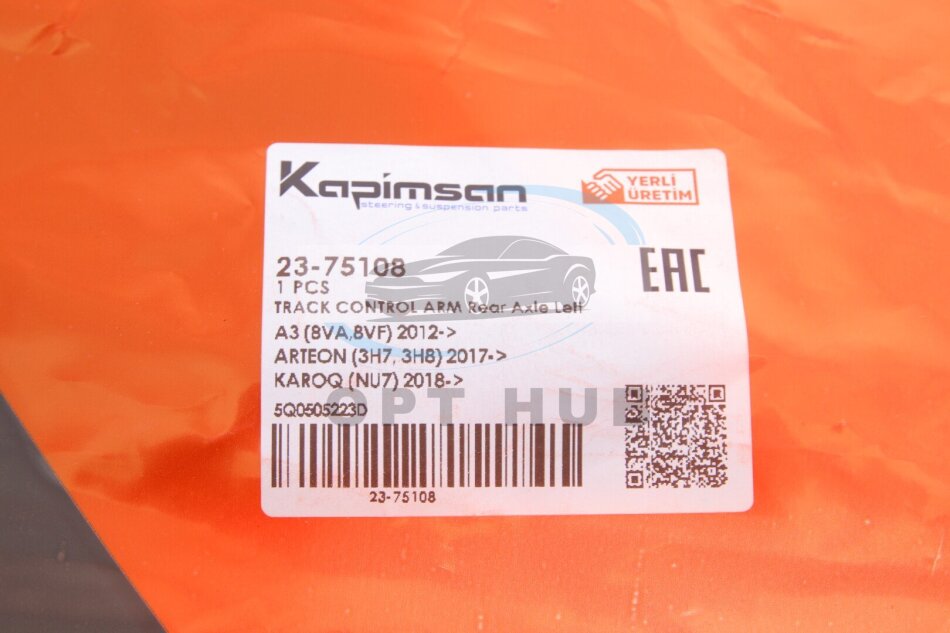 Kapimsan
steering & suspension parts
YERLİ
ÜRETİM
23-75108
1 PCS
EAC
TRACK CONTROL ARM Rear Axle Left
A3 (8VA,8VF) 2012->
ARTEON (3H7, 3H8) 2017->
KAROQ (NU7) 2018->
OPT HUB
5Q0505223D
23-75108